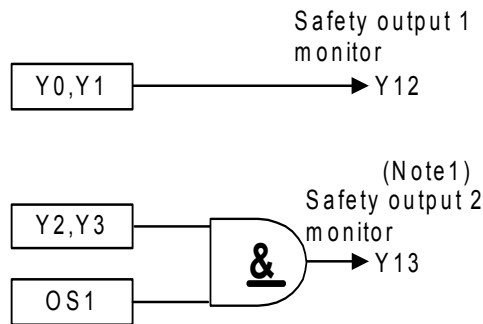 Safety output 1
monitor
Y0,Y1
Y12
(Note1)
Safety output 2
monitor
Y2,Y3
&
Y13
OS1